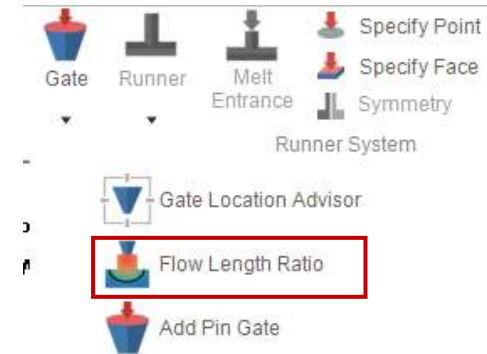 Specify Point
Gate Runner Melt Entrance
Specify Face
Symmetry
Runner System
Gate Location Advisor
Flow Length Ratio
Add Pin Gate